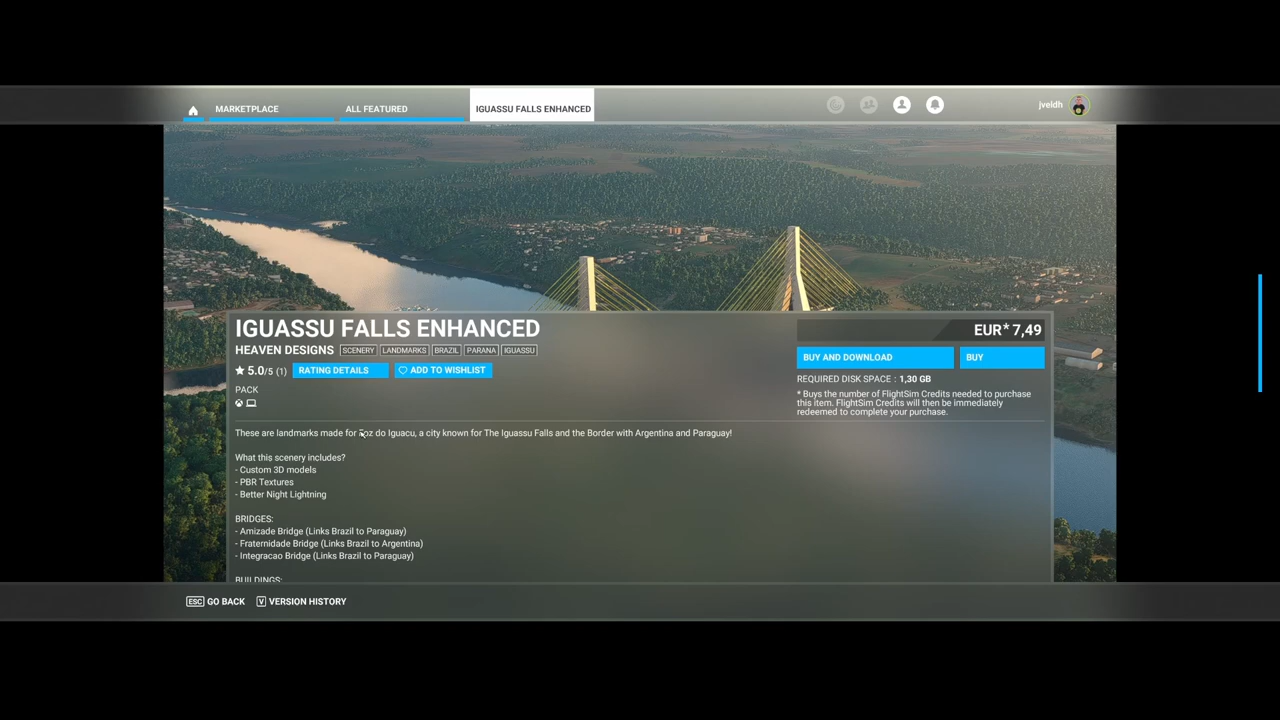 MARKETPLACE
ALL FEATURED
IGUASSU FALLS ENHANCED
jveidh
IGUASSU FALLS ENHANCED
HEAVEN DESIGNS SCENERY LANDMARKS BRAZIL PARANA IGUASSU
5.0/5 (1) RATING DETAILS ADD TO WISHLIST
PACK
EUR* 7,49
BUY AND DOWNLOAD BUY
REQUIRED DISK SPACE : 1,30 GB
* Buys the number of FlightSim Credits needed to purchase
this item. FlightSim Credits will then be immediately
redeemed to complete your purchase.
These are landmarks made for Foz do Iguacu, a city known for The Iguassu Falls and the Border with Argentina and Paraguay!
What this scenery includes?
- Custom 3D models
- PBR Textures
- Better Night Lightning
BRIDGES:
- Amizade Bridge (Links Brazil to Paraguay)
- Fraternidade Bridge (Links Brazil to Argentina)
- Integracao Bridge (Links Brazil to Paraguay)
BUILDINGS:
ESC GO BACK V VERSION HISTORY